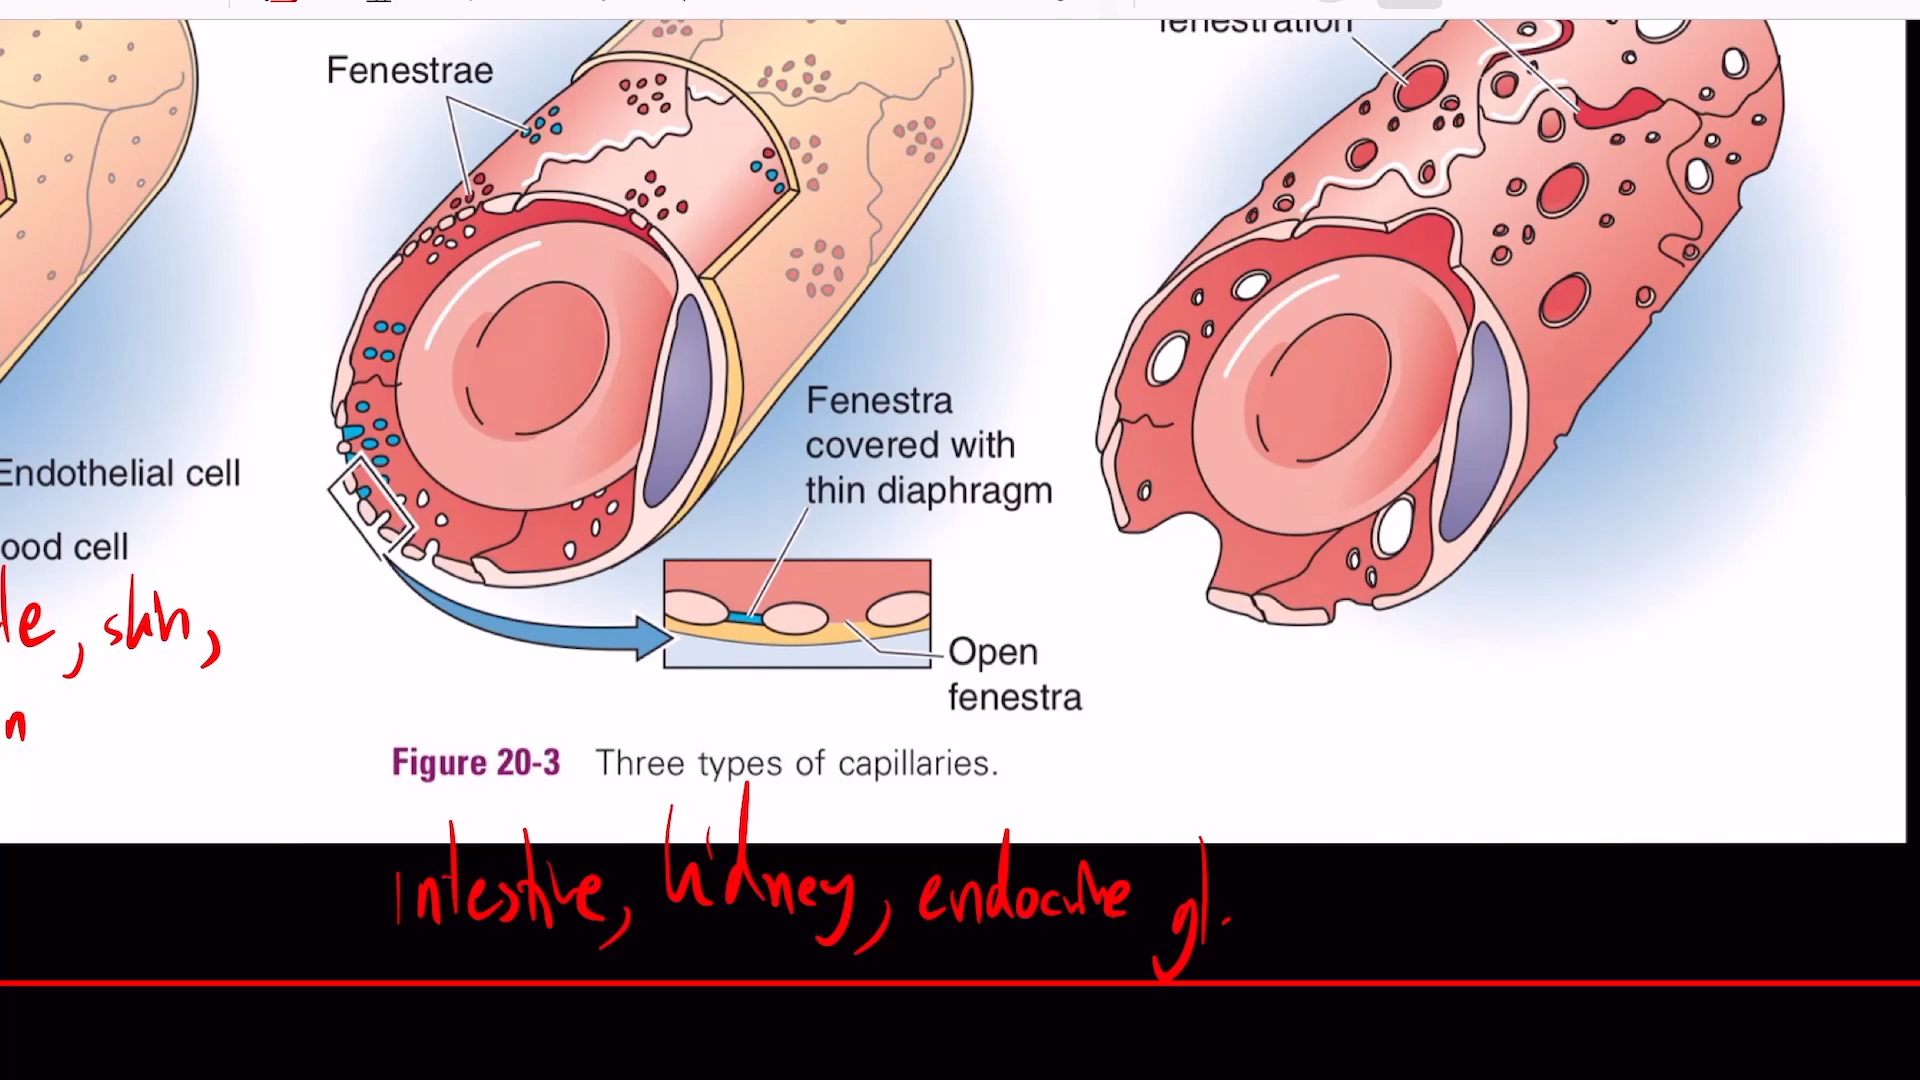 fenestration
Fenestrae
Fenestra
covered with
thin diaphragm
Endothelial cell
ood cell
le, skin,
n
Open
fenestra
Figure 20-3 Three types of capillaries.
Intestine, kidney, endocrine gl.